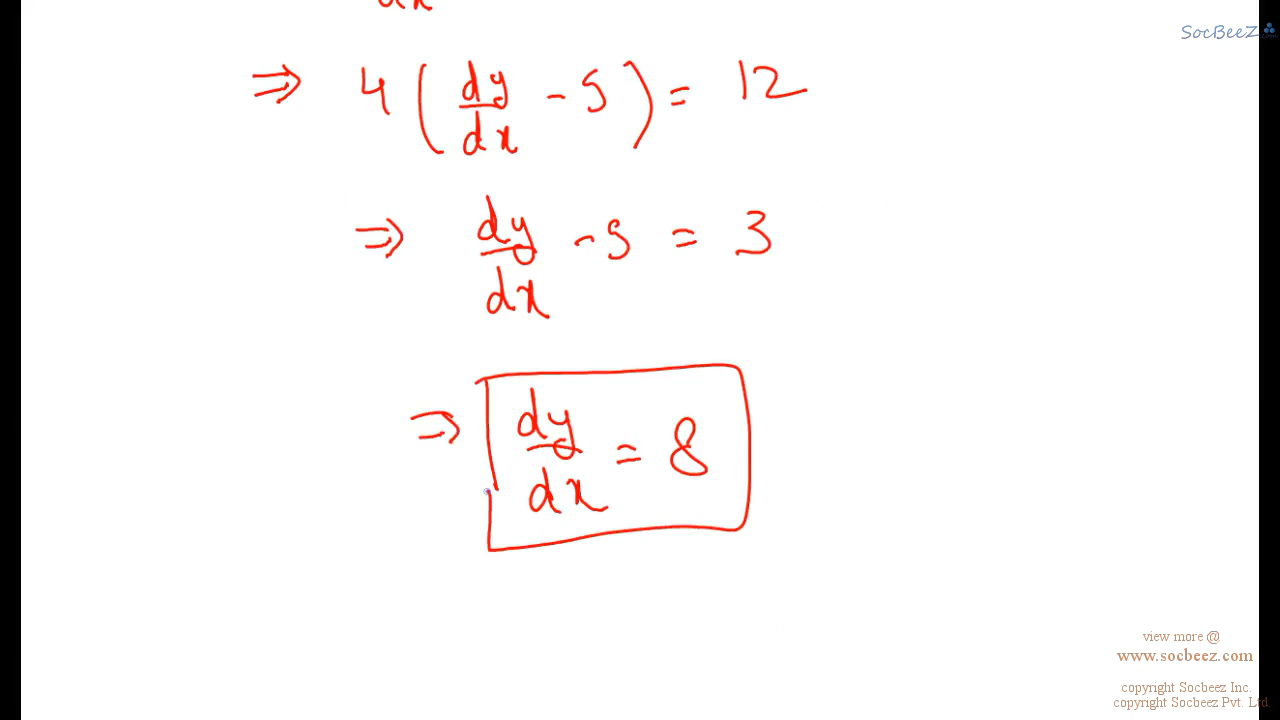 SocBeeZ
dx
⇒ 4 ( dy/dx - 5 ) = 12
⇒ dy/dx - 5 = 3
⇒ dy/dx = 8
view more @
www.socbeez.com
copyright Socbeez Inc.
copyright Socbeez Pvt. Ltd.